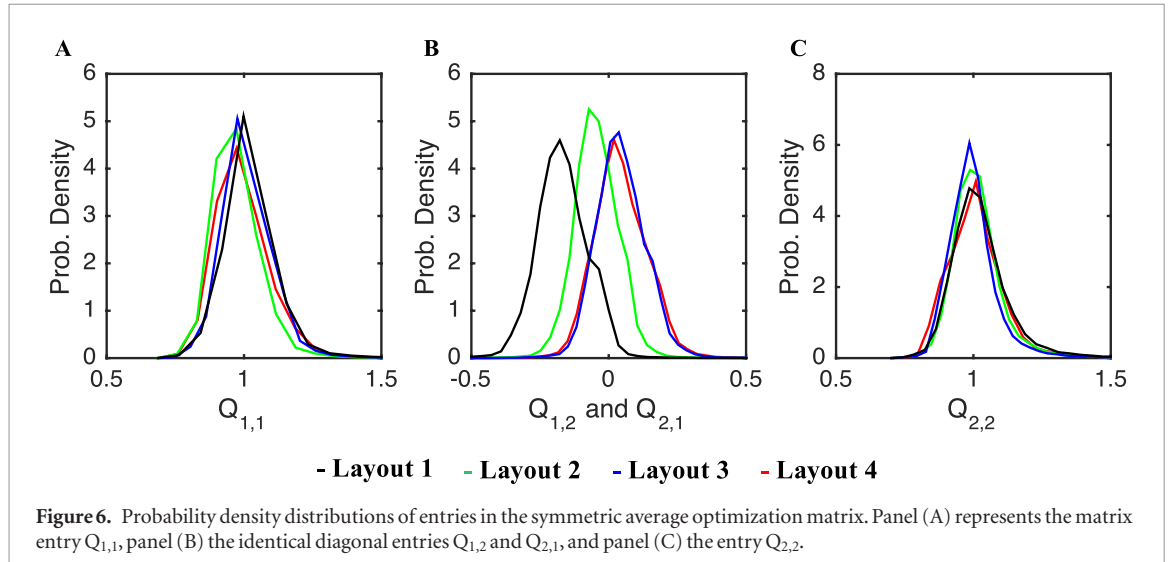 A
B
C
6
5
4
3
2
1
0
Prob. Density
0.5
1
1.5
Q1,1
6
5
4
3
2
1
0
Prob. Density
-0.5
0
0.5
Q1,2 and Q2,1
8
6
4
2
0
Prob. Density
0.5
1
1.5
Q2,2
- Layout 1 - Layout 2 - Layout 3 - Layout 4
Figure 6. Probability density distributions of entries in the symmetric average optimization matrix. Panel (A) represents the matrix
entry Q1,1, panel (B) the identical diagonal entries Q1,2 and Q2,1, and panel (C) the entry Q2,2.